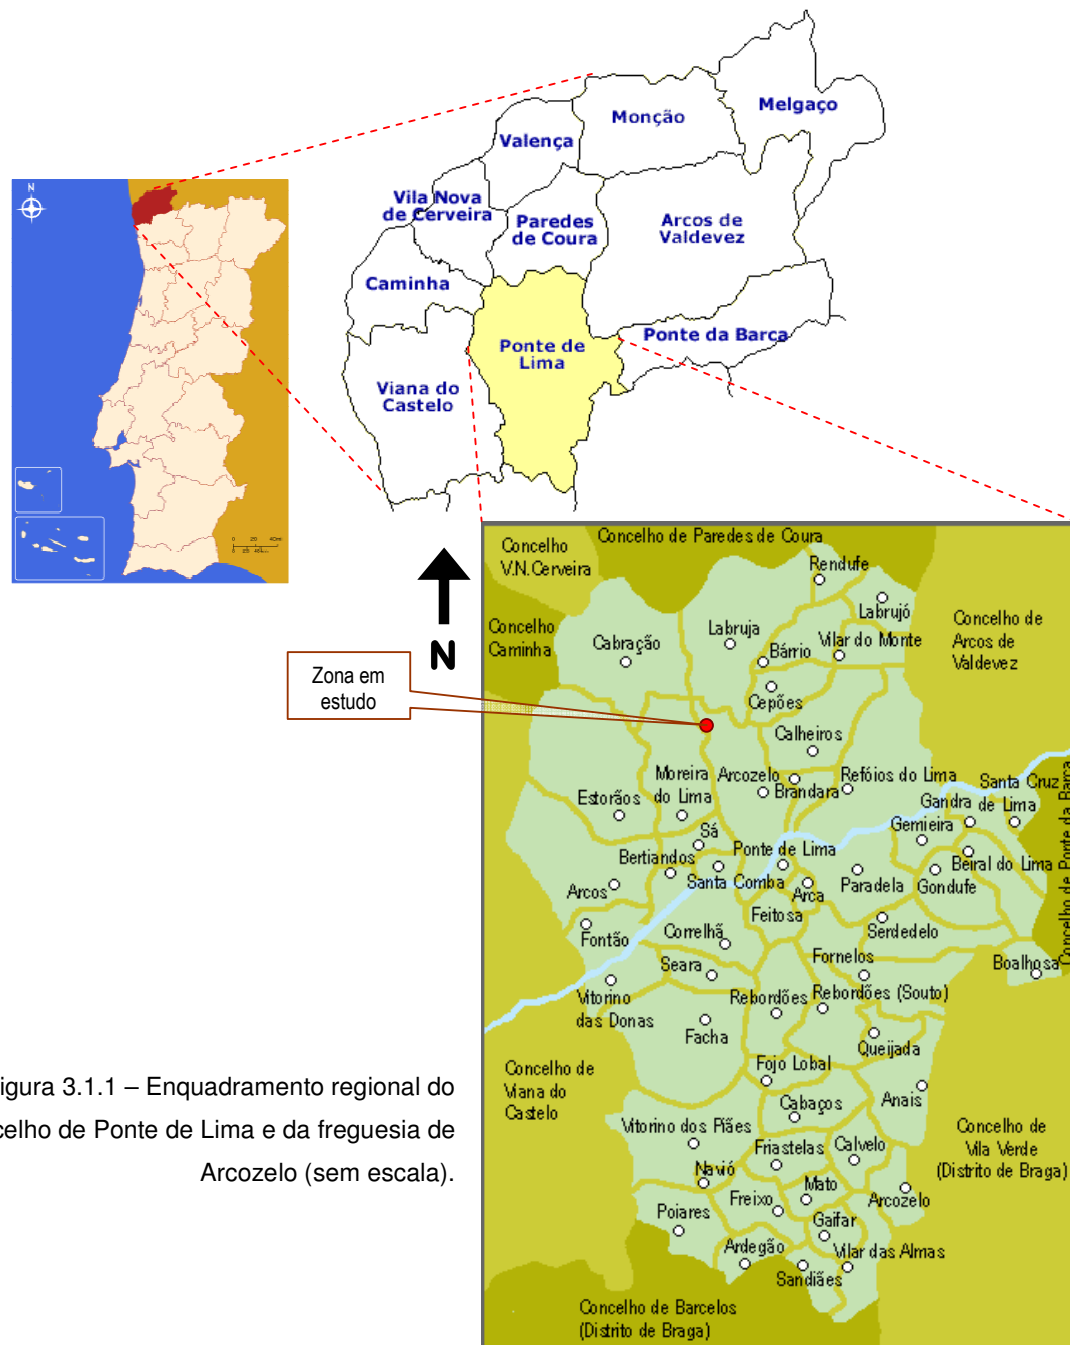 Melgaço
Monção
Valença
Vila Nova
de Cerveira
Paredes
de Coura
Arcos de
Valdevez
Caminha
Ponte da Barca
Ponte de
Lima
Viana do
Castelo
N
N
Zona em
estudo
Concelho
V.N.Cerveira
Concelho de Paredes de Coura
Rendufe
Labrujó
Concelho
Caminha
Cabração
Labruja
Bárrio
Vilar do Monte
Concelho de
Arcos de
Valdevez
Cepões
Calheiros
Moreira
do Lima
Arcozelo
Brandara
Refóios do Lima
Santa Cruz
de Lima
Gandra
Estorãos
Gemieira
Sá
Bertiandos
Ponte de Lima
Beiral do Lima
Santa Comba
Arca
Paradela
Gondufe
Arcos
Feitosa
Serdedelo
Fontão
Correlhã
Fornelos
Boalhosa
Concelho de Ponte da Barca
Seara
Rebordões
Rebordões (Souto)
Vitorino
das Donas
Facha
Queijada
Fojo Lobal
Concelho de
Viana do
Castelo
Cabaços
Anais
Vitorino dos Piães
Friastelas
Calvelo
Concelho de
Vila Verde
(Distrito de Braga)
Navió
Mato
Arcozelo
Freixo
Poiares
Gaifar
Ardegão
Vilar das Almas
Sandiães
Concelho de Barcelos
(Distrito de Braga)
igura 3.1.1 – Enquadramento regional do
celho de Ponte de Lima e da freguesia de
Arcozelo (sem escala).